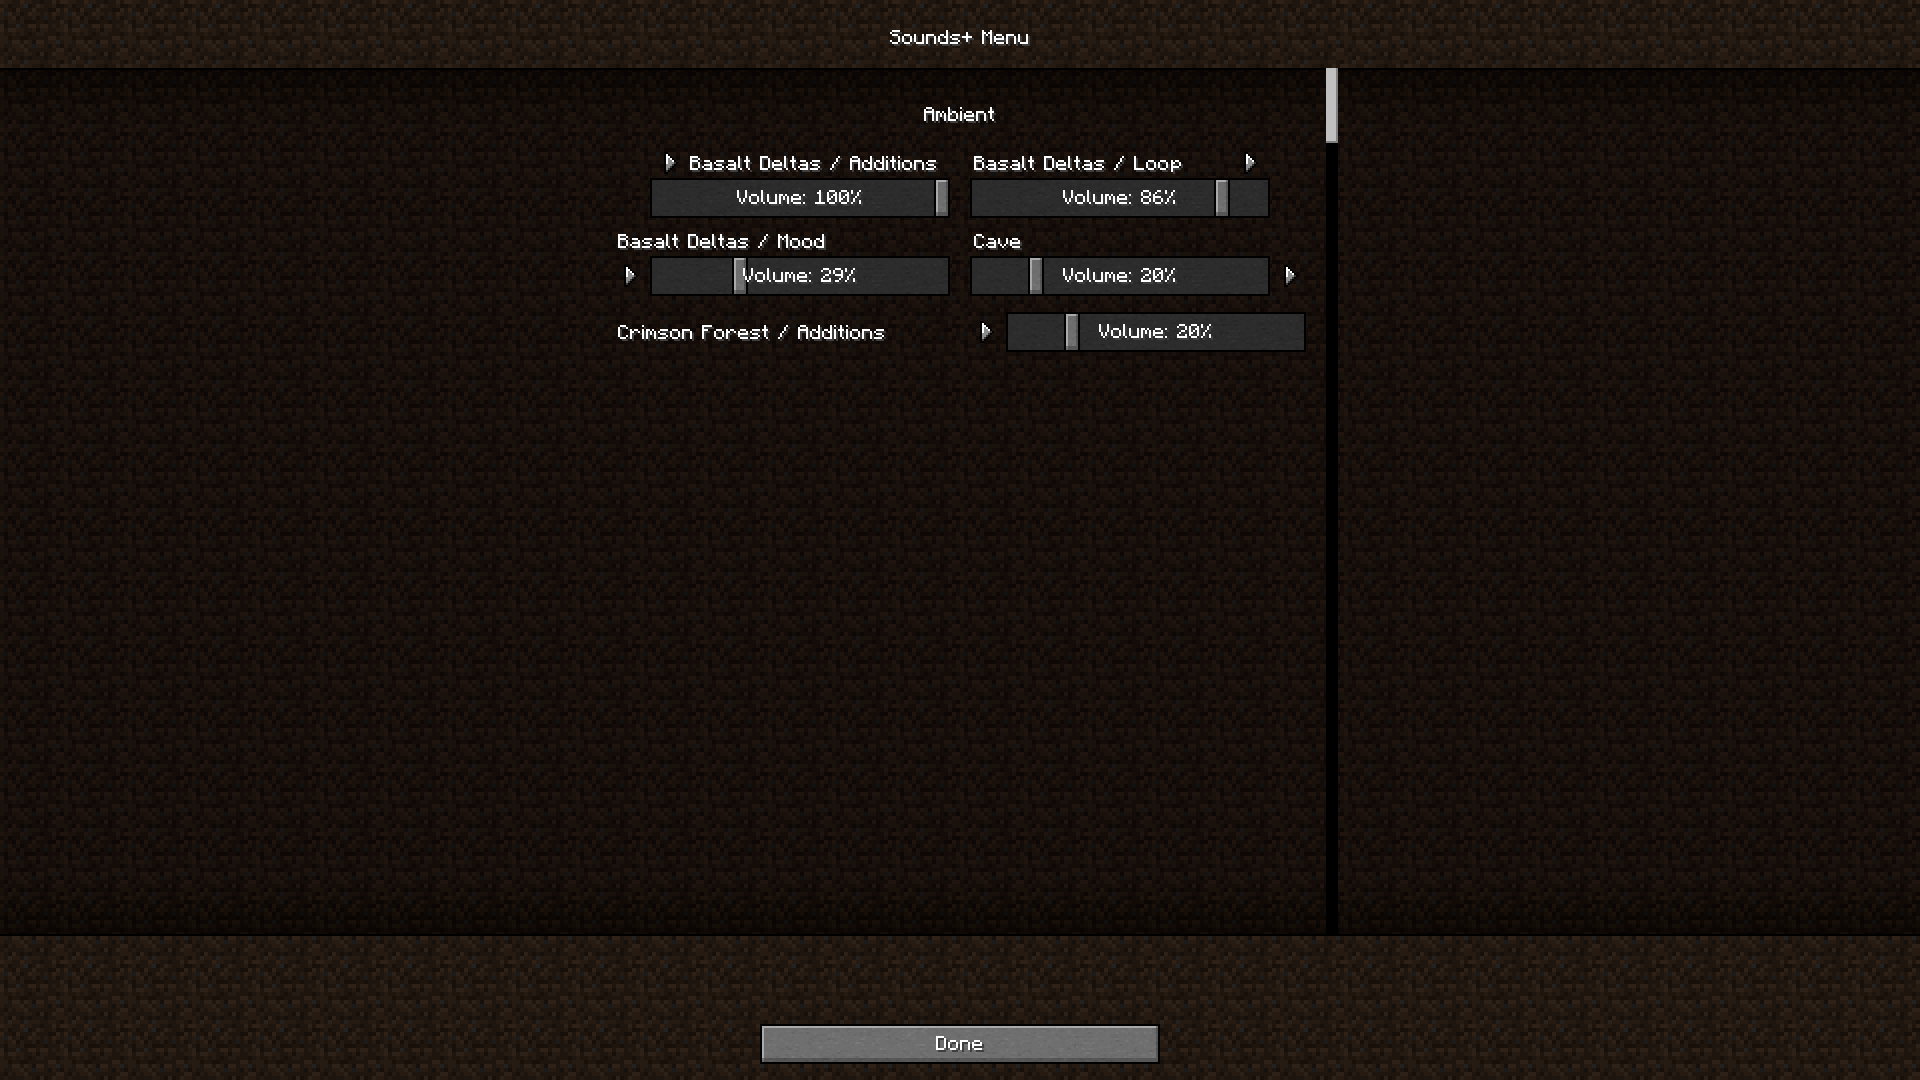 Sounds+ Menu
Ambient
Basalt Deltas / Additions
Basalt Deltas / Loop
Volume: 100%
Volume: 86%
Basalt Deltas / Mood
Cave
Volume: 29%
Volume: 20%
Crimson Forest / Additions
Volume: 20%
Done